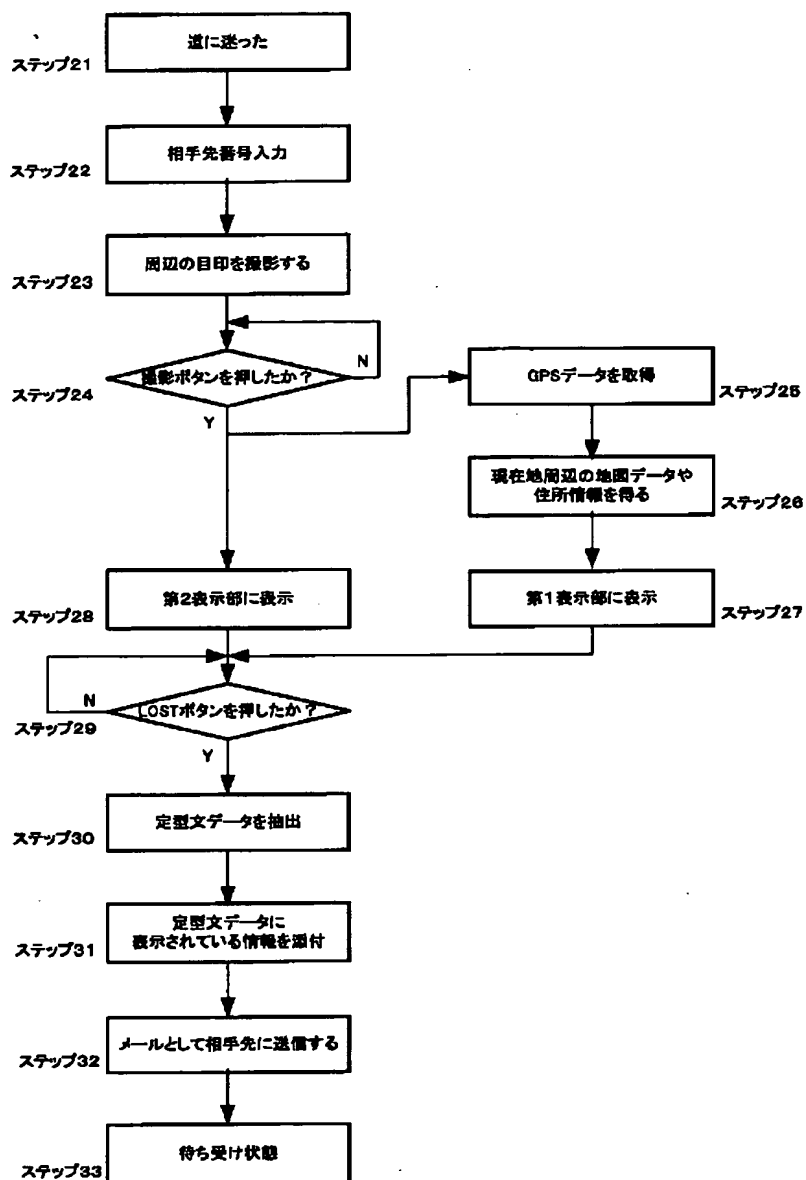 道に迷った
ステップ21
相手先番号入力
ステップ22
周辺の目印を撮影する
ステップ23
撮影ボタンを押したか?
N
ステップ24
Y
GPSデータを取得
ステップ25
現在地周辺の地図データや
住所情報を得る
ステップ26
第2表示部に表示
ステップ28
第1表示部に表示
ステップ27
N
LOSTボタンを押したか?
ステップ29
Y
定型文データを抽出
ステップ30
定型文データに
表示されている情報を添付
ステップ31
メールとして相手先に送信する
ステップ32
待ち受け状態
ステップ33